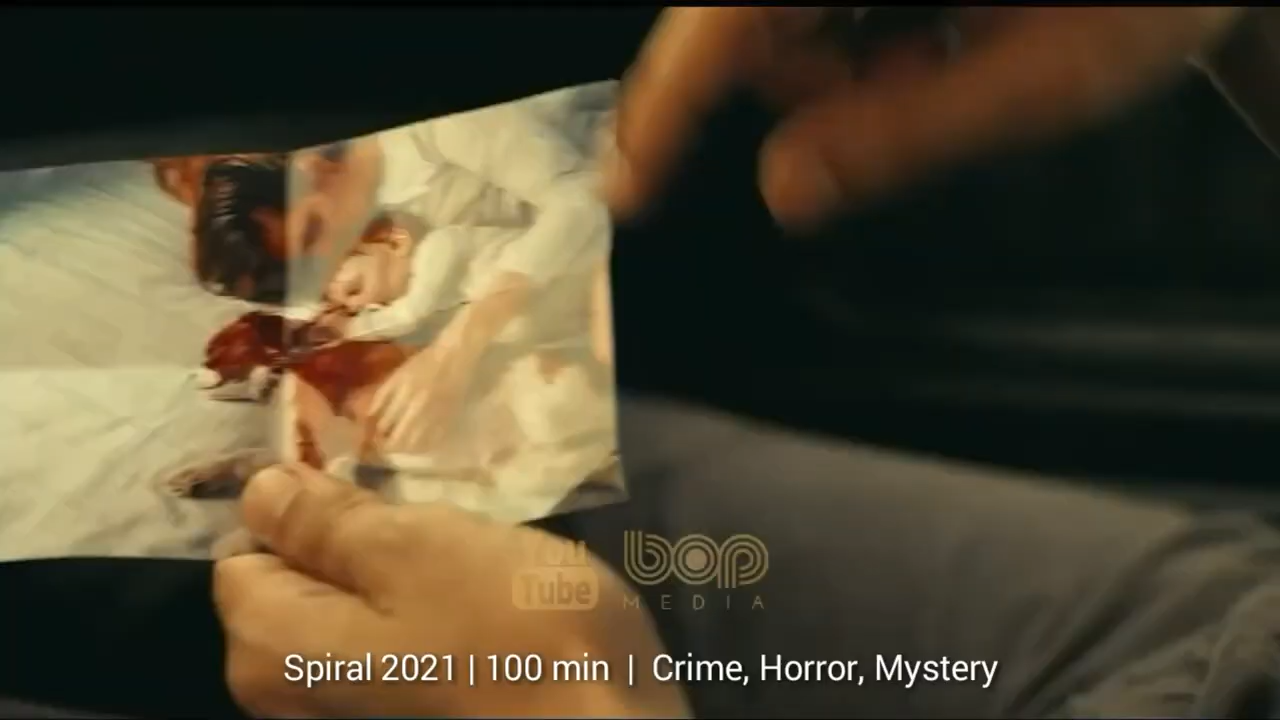 You
Tube
bop
MEDIA
Spiral 2021 | 100 min | Crime, Horror, Mystery